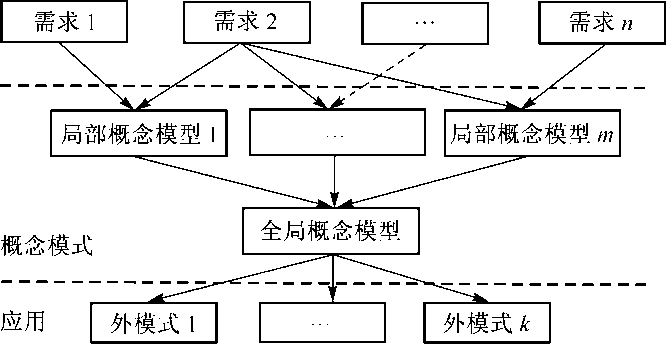 需求 1
需求 2
…
需求 n
局部概念模型 1
…
局部概念模型 m
全局概念模型
概念模式
应用
外模式 1
…
外模式 k